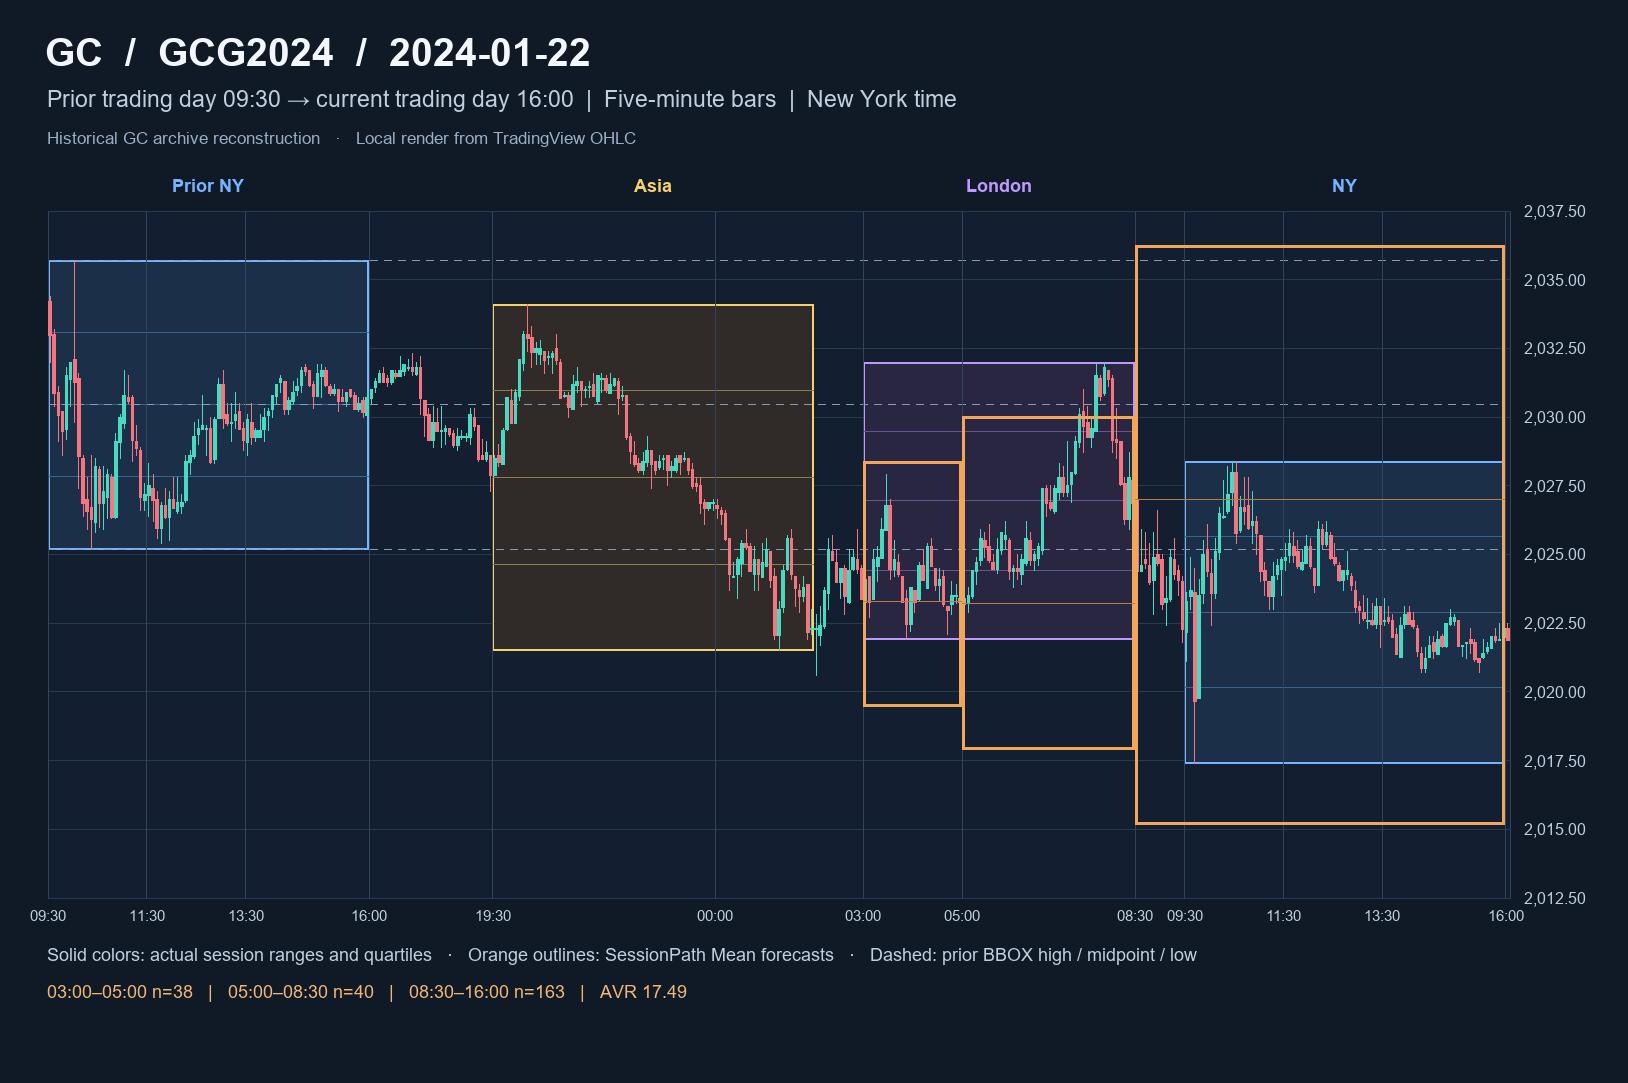 GC / GCG2024 / 2024-01-22
Prior trading day 09:30 → current trading day 16:00 | Five-minute bars | New York time
Historical GC archive reconstruction · Local render from TradingView OHLC
Prior NY Asia London NY
2,037.50
2,035.00
2,032.50
2,030.00
2,027.50
2,025.00
2,022.50
2,020.00
2,017.50
2,015.00
2,012.50
09:30 11:30 13:30 16:00 19:30 00:00 03:00 05:00 08:30 09:30 11:30 13:30 16:00
Solid colors: actual session ranges and quartiles · Orange outlines: SessionPath Mean forecasts · Dashed: prior BBOX high / midpoint / low
03:00–05:00 n=38 | 05:00–08:30 n=40 | 08:30–16:00 n=163 | AVR 17.49